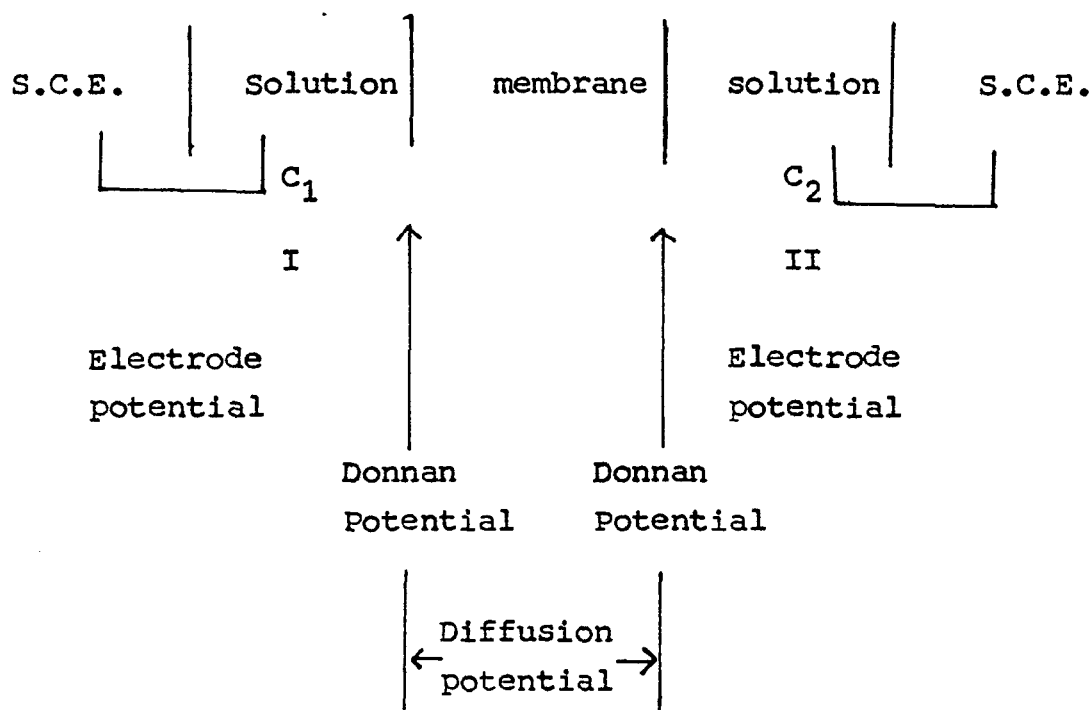 S.C.E. Solution membrane solution S.C.E.
C1 C2
I II
Electrode potential
Electrode potential
Donnan Potential
Donnan Potential
Diffusion potential